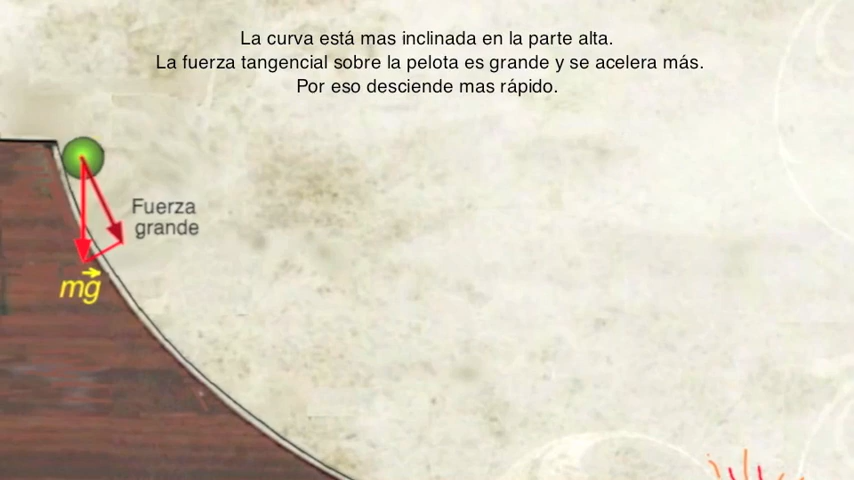 La curva está mas inclinada en la parte alta.
La fuerza tangencial sobre la pelota es grande y se acelera más.
Por eso desciende mas rápido.
Fuerza
grande
mg⃗